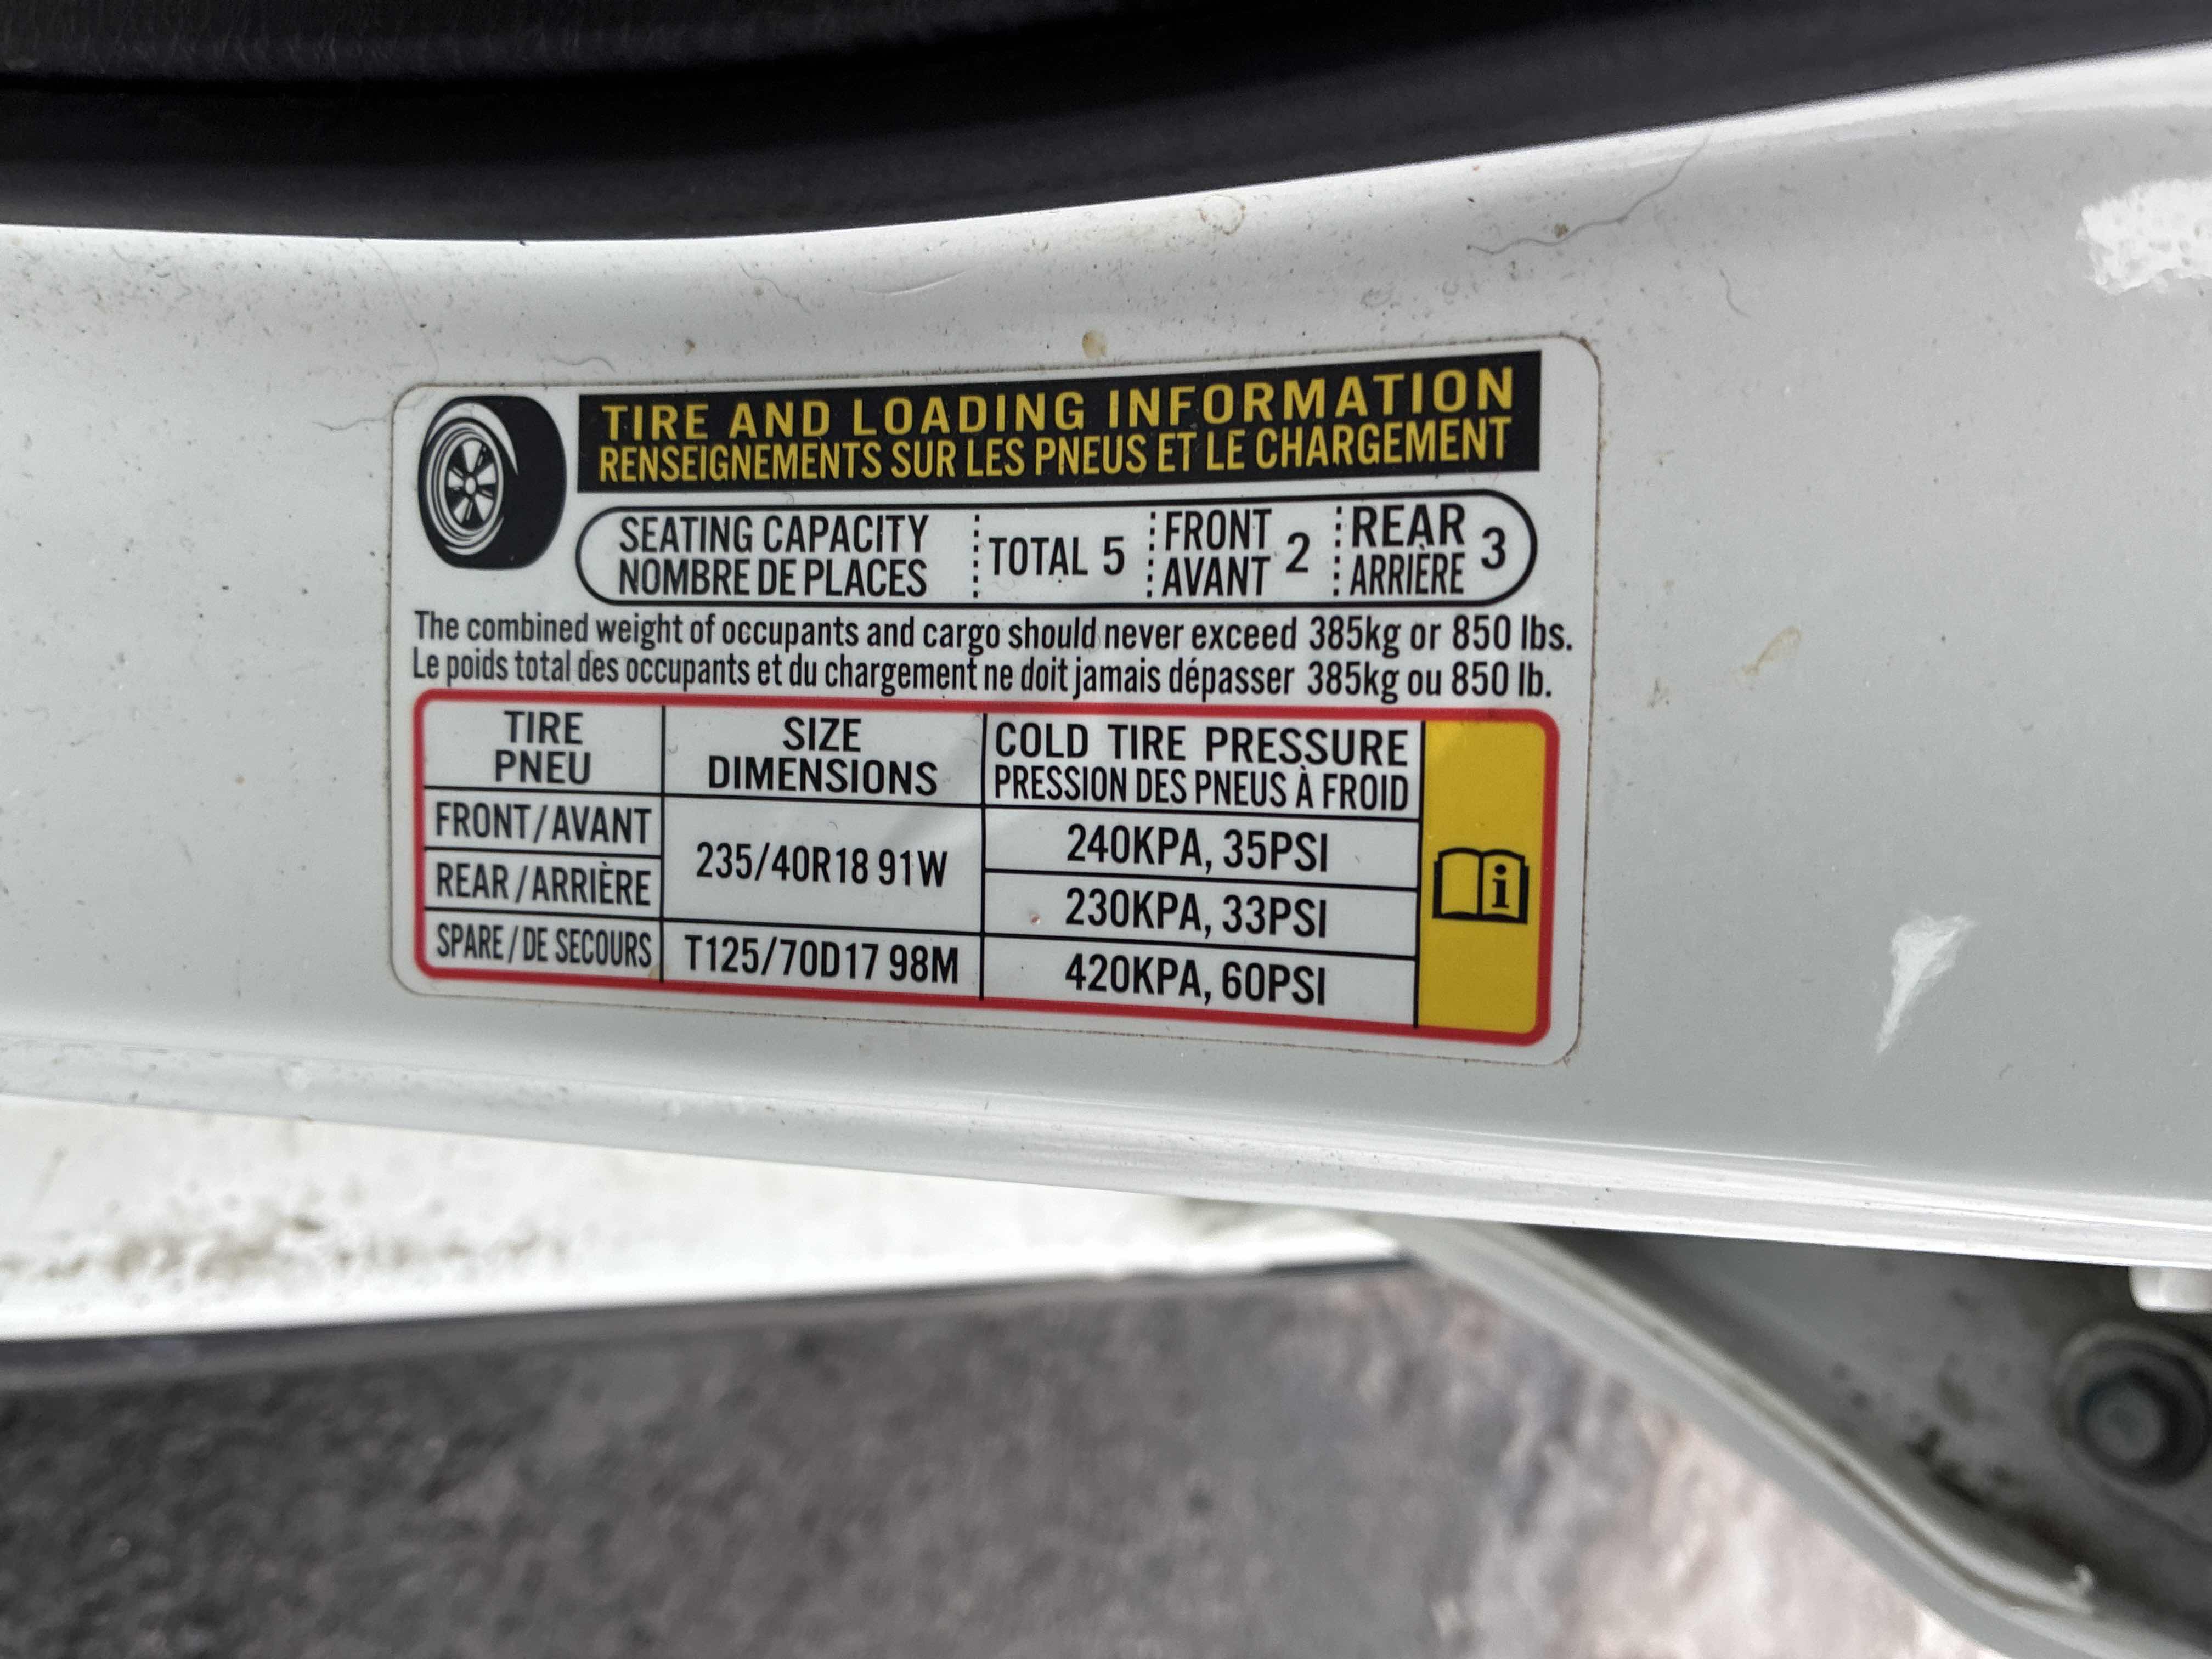 TIRE AND LOADING INFORMATION
RENSEIGNEMENTS SUR LES PNEUS ET LE CHARGEMENT
SEATING CAPACITY
NOMBRE DE PLACES
TOTAL 5
FRONT
AVANT
2
REAR
ARRIÈRE
3
The combined weight of occupants and cargo should never exceed 385kg or 850 lbs.
Le poids total des occupants et du chargement ne doit jamais dépasser 385kg ou 850 lb.
TIRE
PNEU
SIZE
DIMENSIONS
COLD TIRE PRESSURE
PRESSION DES PNEUS À FROID
FRONT/AVANT
235/40R18 91W
240KPA, 35PSI
REAR/ARRIÈRE
230KPA, 33PSI
SPARE/DE SECOURS
T125/70D17 98M
420KPA, 60PSI